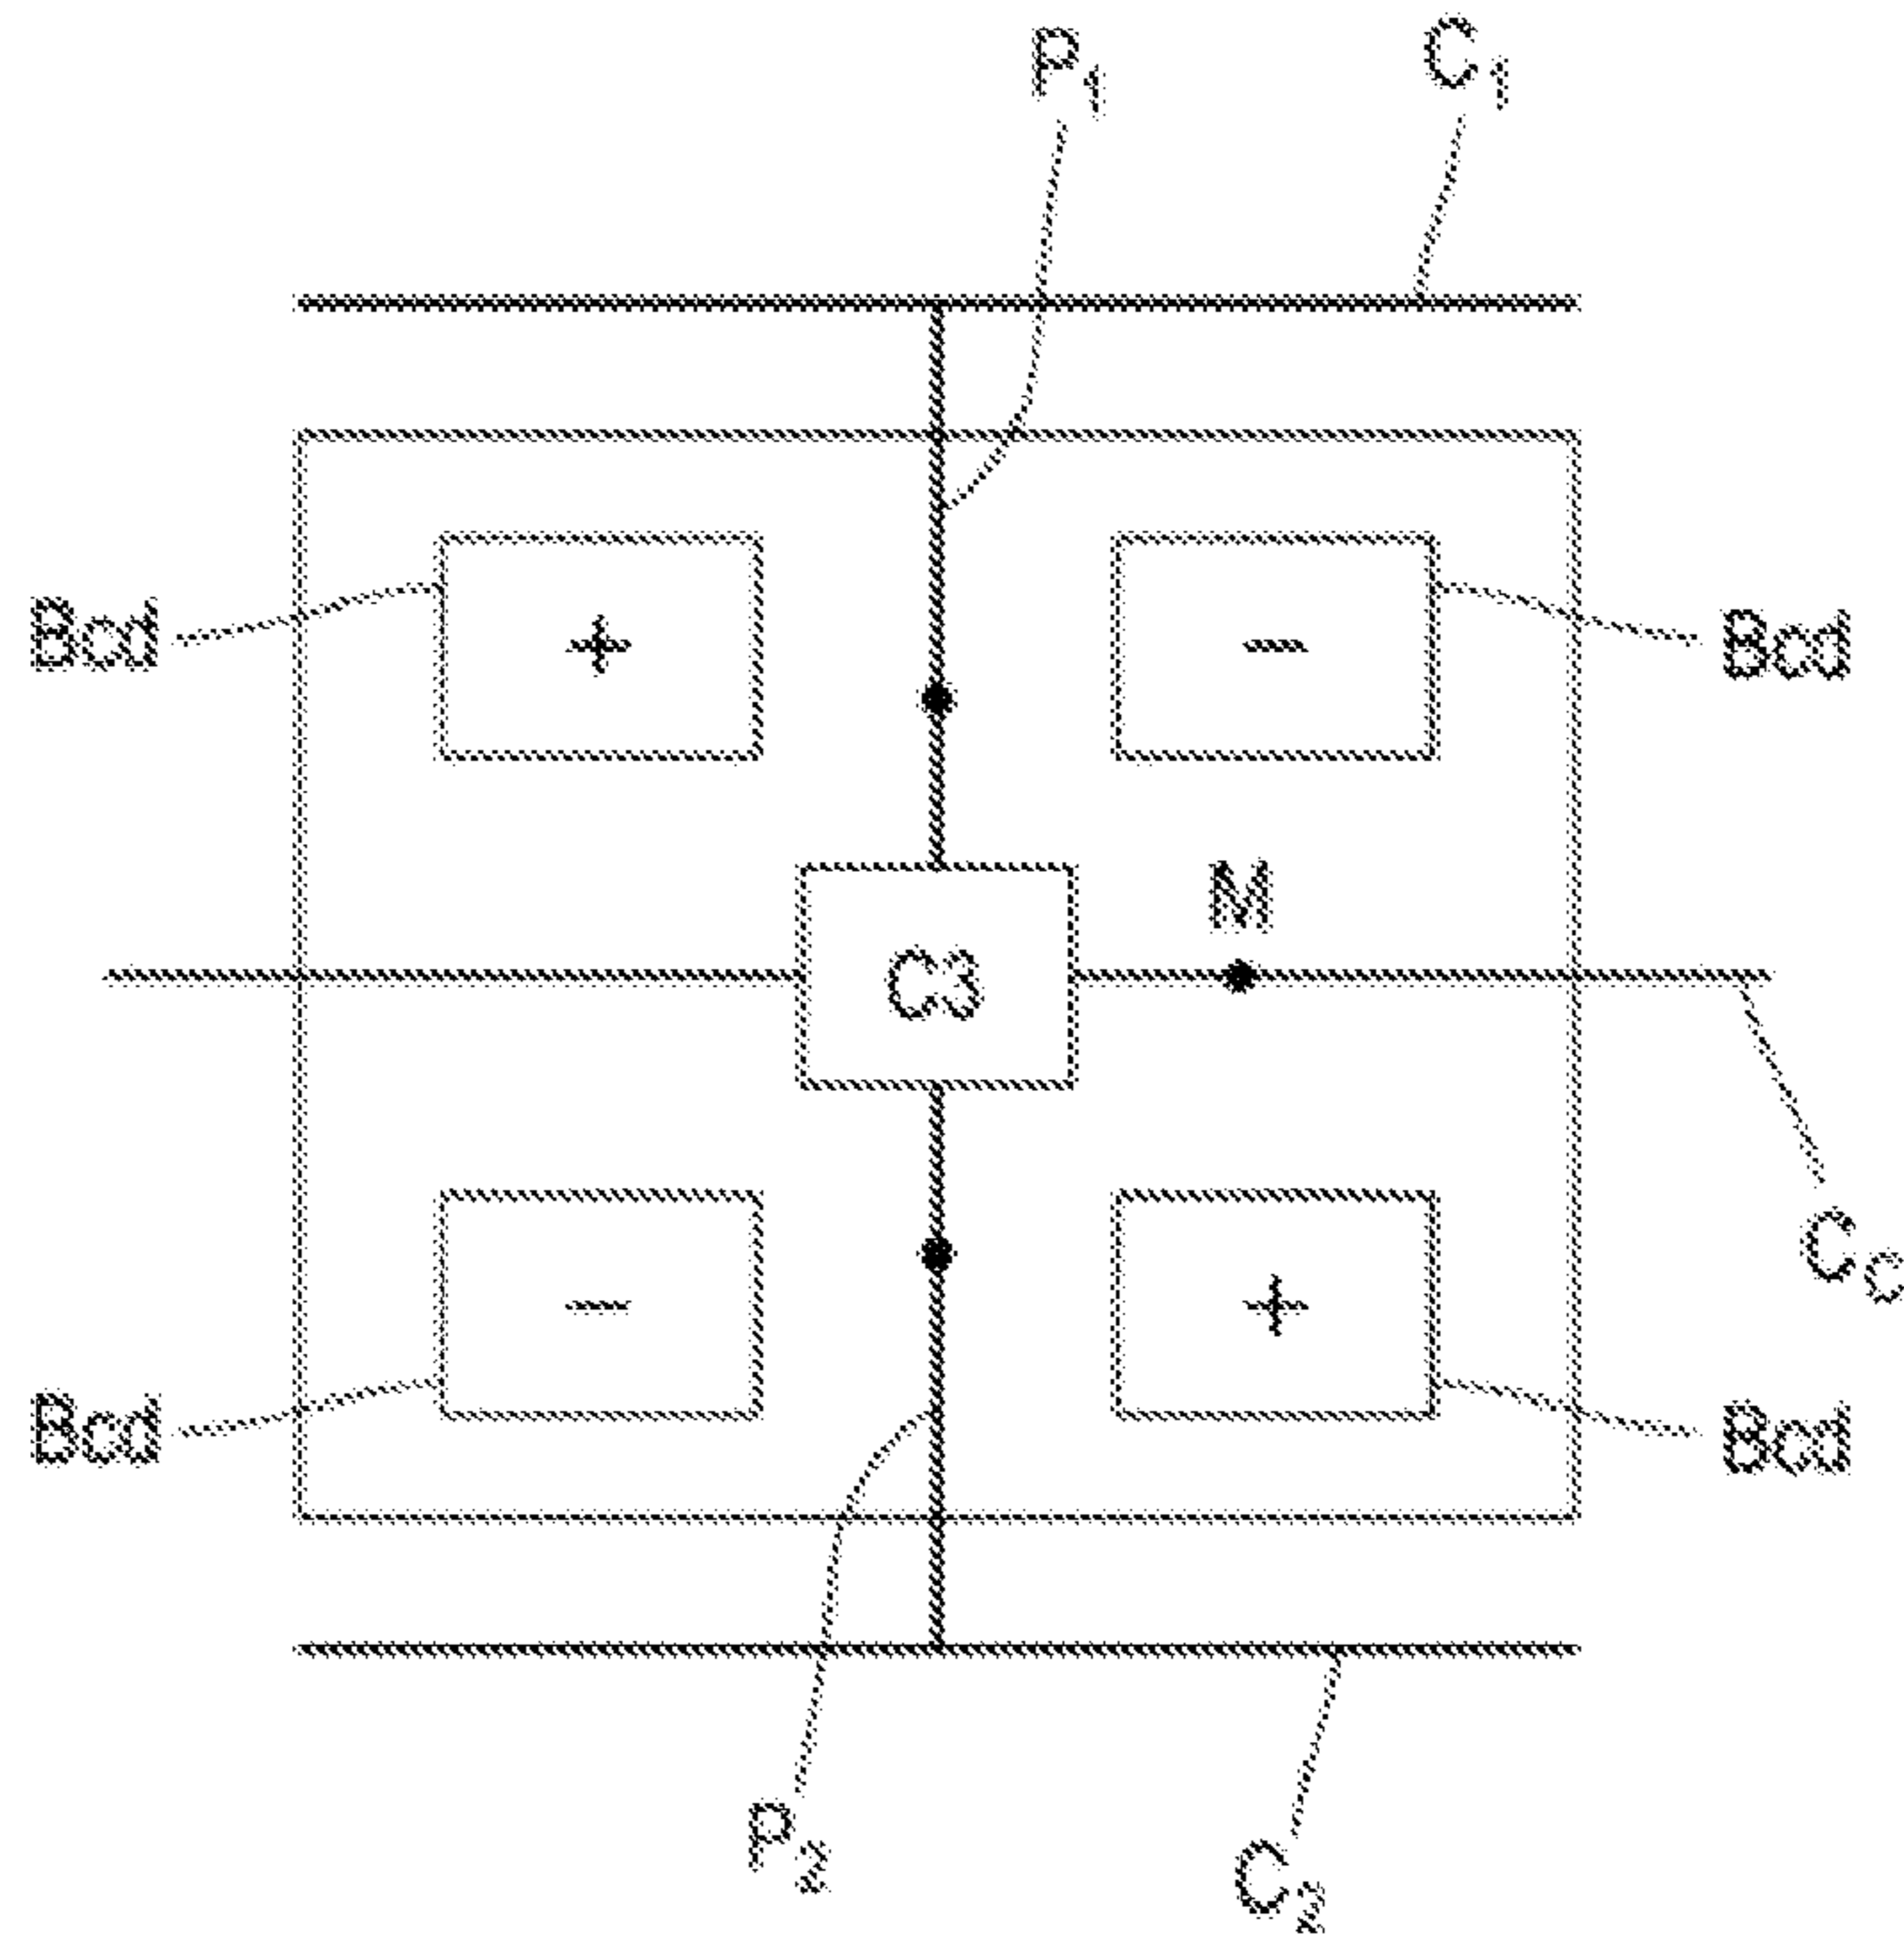 P1 C1
Bcd + − Bcd
M
C3
CC
Bcd − + Bcd
P2 C2